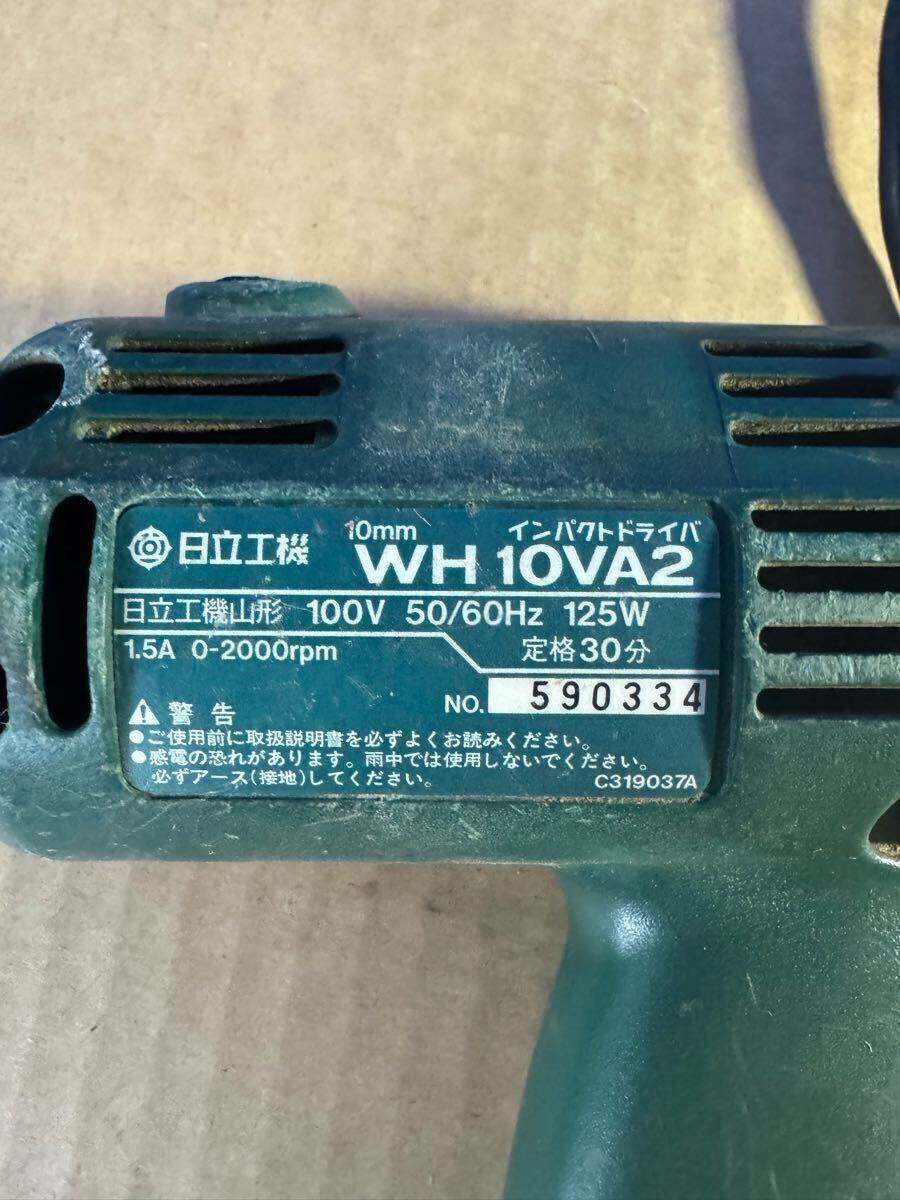 日立工機 10mm インパクトドライバ
WH 10VA2
日立工機山形 100V 50/60Hz 125W
1.5A 0-2000rpm 定格30分
NO. 590334
警告
●ご使用前に取扱説明書を必ずよくお読みください。
●感電の恐れがあります。雨中では使用しないでください。
必ずアース(接地)してください。 C319037A